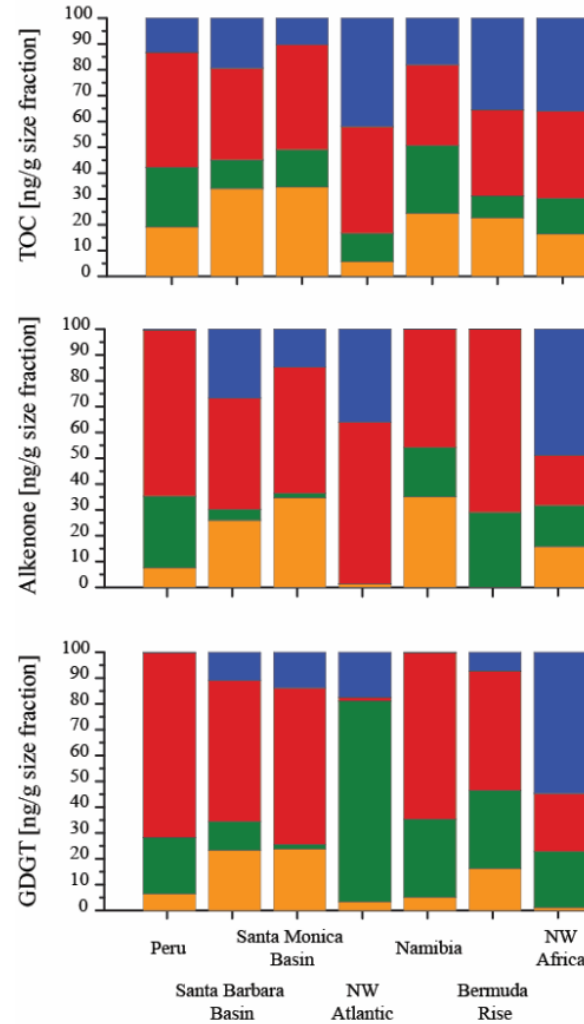 TOC [ng/g size fraction]
100
90
80
70
60
50
40
30
20
10
0
Alkenone [ng/g size fraction]
100
90
80
70
60
50
40
30
20
10
0
GDGT [ng/g size fraction]
100
90
80
70
60
50
40
30
20
10
0
Peru
Santa Barbara
Basin
Santa Monica
Basin
NW
Atlantic
Namibia
Bermuda
Rise
NW
Africa